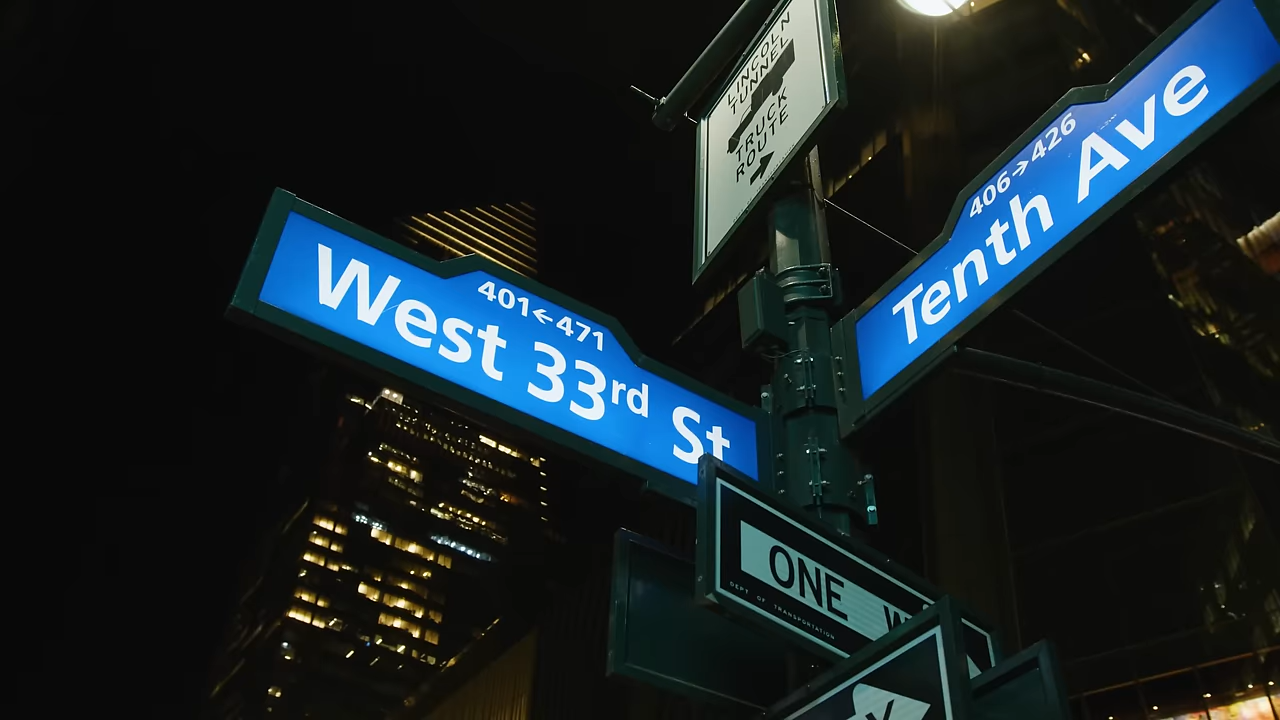 LINCOLN
TUNNEL
TRUCK
ROUTE
406→426
Tenth Ave
401←471
West 33rd St
ONE
DEPT OF TRANSPORTATION